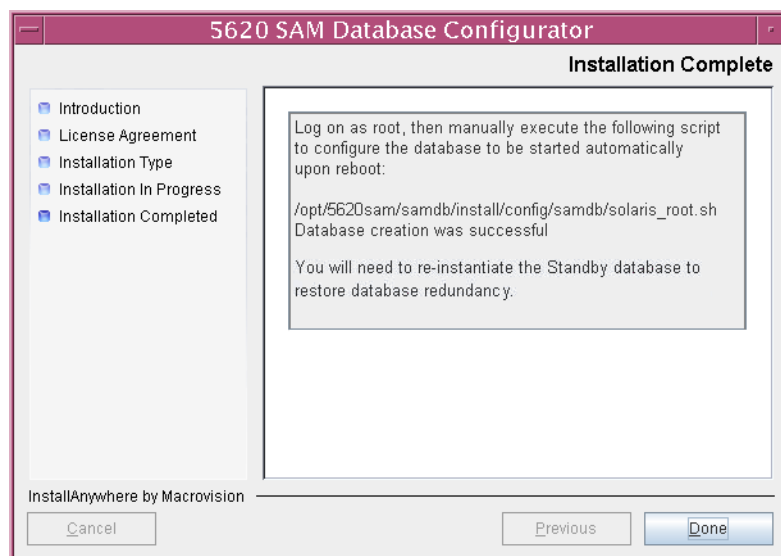 5620 SAM Database Configurator
Installation Complete
Introduction
License Agreement
Installation Type
Installation In Progress
Installation Completed
Log on as root, then manually execute the following script
to configure the database to be started automatically
upon reboot:
/opt/5620sam/samdb/install/config/samdb/solaris_root.sh
Database creation was successful
You will need to re-instantiate the Standby database to
restore database redundancy.
InstallAnywhere by Macrovision
Cancel
Previous
Done